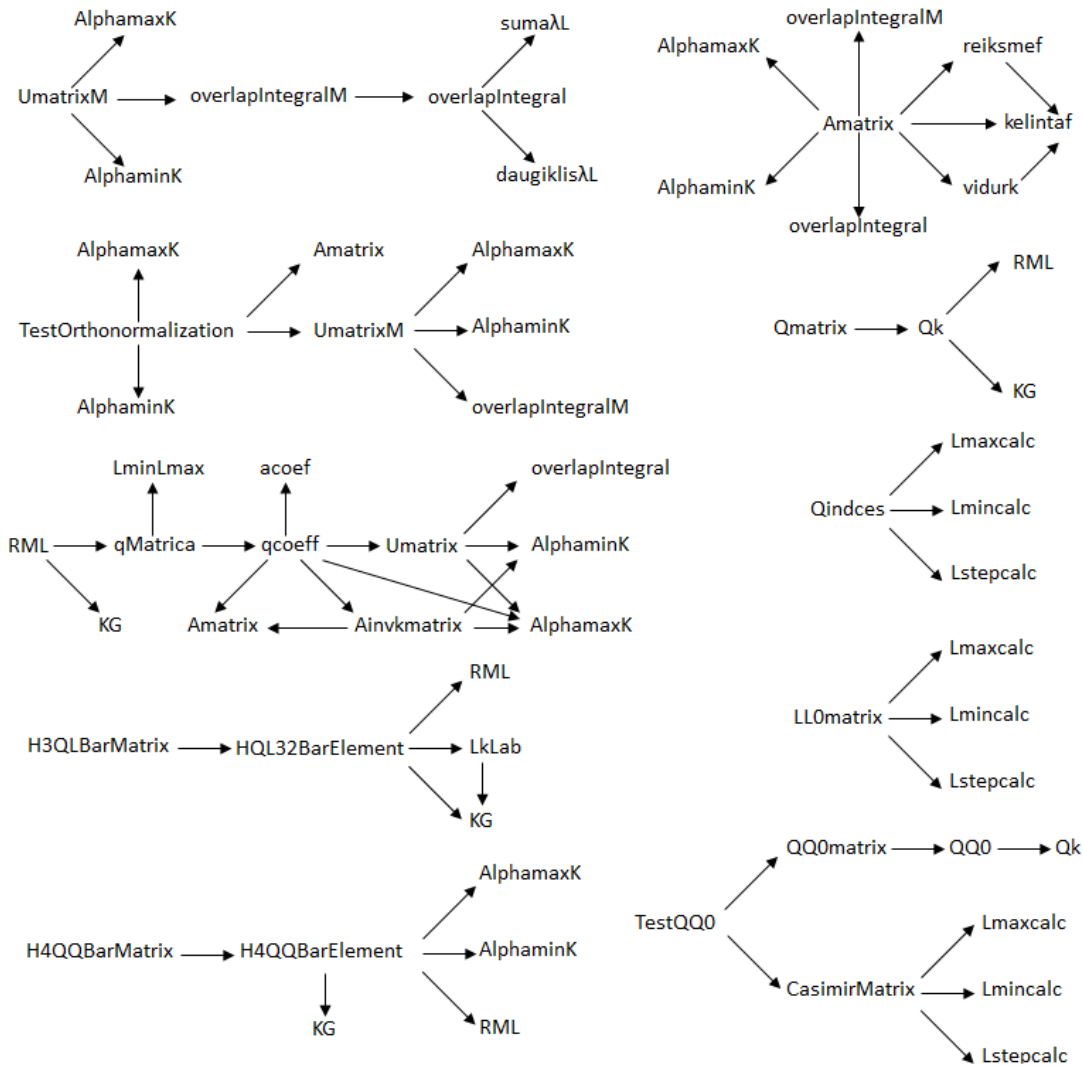 AlphamaxK
UmatrixM
overlapIntegralM
overlapIntegral
sumaλL
daugiklisλL
AlphaminK
overlapIntegralM
AlphamaxK
reiksmef
Amatrix
kelintaf
AlphaminK
vidurk
overlapIntegral
AlphamaxK
Amatrix
AlphamaxK
TestOrthonormalization
UmatrixM
AlphaminK
AlphaminK
overlapIntegralM
RML
Qmatrix
Qk
KG
LminLmax
acoef
overlapIntegral
RML
qMatrica
qcoeff
Umatrix
AlphaminK
KG
Amatrix
Ainvkmatrix
AlphamaxK
Lmaxcalc
Qindces
Lmincalc
Lstepcalc
RML
H3QLBarMatrix
HQL32BarElement
LkLab
KG
Lmaxcalc
LL0matrix
Lmincalc
Lstepcalc
AlphamaxK
H4QQBarMatrix
H4QQBarElement
AlphaminK
KG
RML
QQ0matrix
QQ0
Qk
TestQQ0
Lmaxcalc
CasimirMatrix
Lmincalc
Lstepcalc